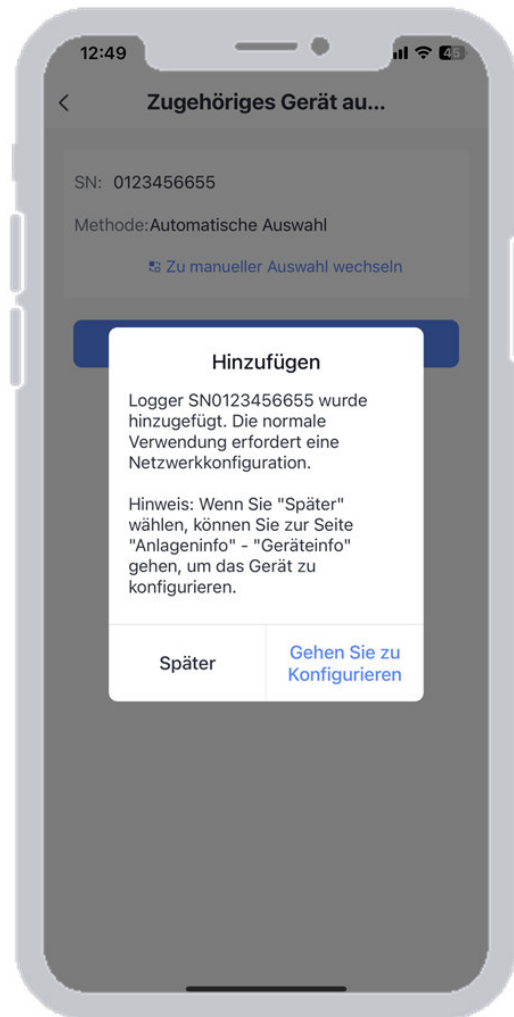 12:49
45
Zugehöriges Gerät au...
SN: 0123456655
Methode:Automatische Auswahl
Zu manueller Auswahl wechseln
Hinzufügen
Logger SN0123456655 wurde
hinzugefügt. Die normale
Verwendung erfordert eine
Netzwerkkonfiguration.
Hinweis: Wenn Sie "Später"
wählen, können Sie zur Seite
"Anlageninfo" - "Geräteinfo"
gehen, um das Gerät zu
konfigurieren.
Später
Gehen Sie zu
Konfigurieren